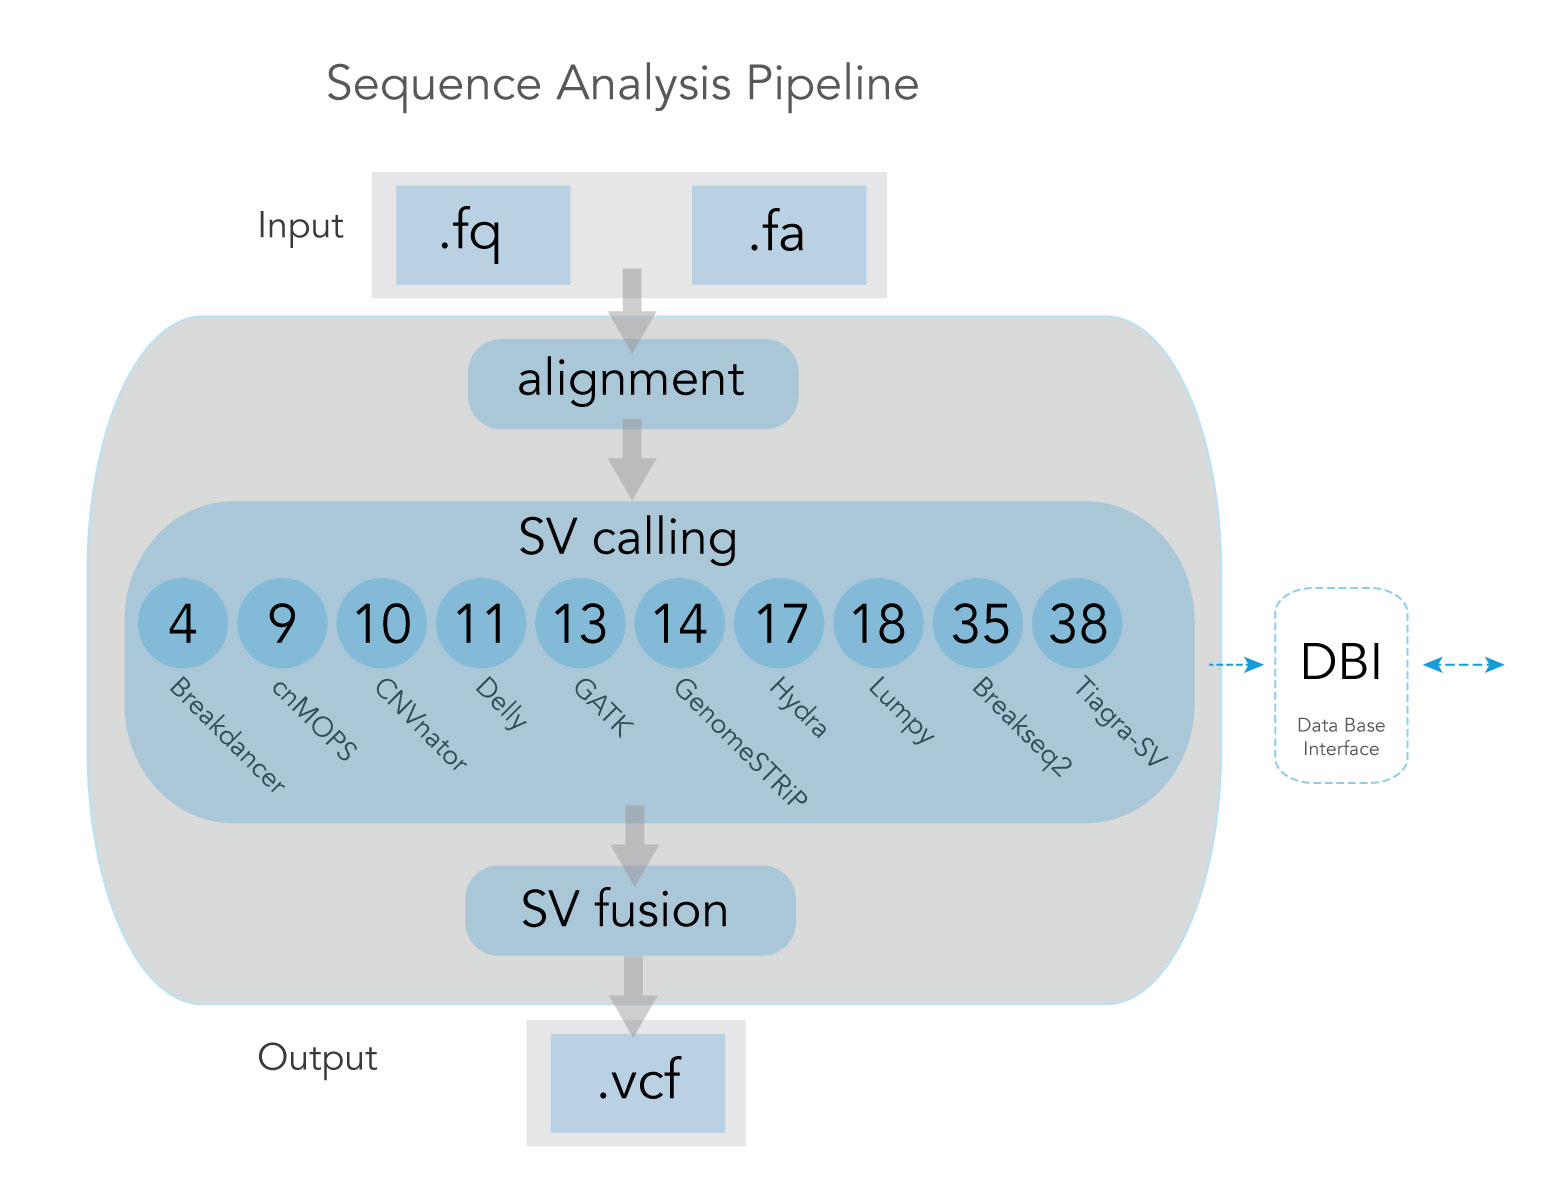 Sequence Analysis Pipeline
Input
.fq
.fa
alignment
SV calling
4
9
10
11
13
14
17
18
35
38
Breakdancer
cnMOPS
CNVnator
Delly
GATK
GenomeSTRiP
Hydra
Lumpy
Breakseq2
Tiagra-SV
DBI
Data Base
Interface
SV fusion
Output
.vcf